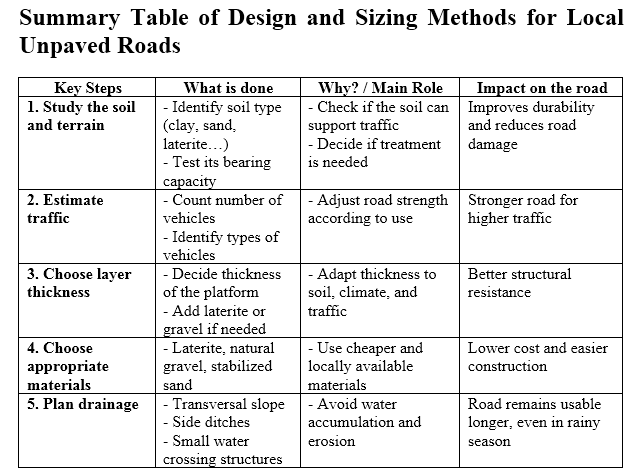 Summary Table of Design and Sizing Methods for Local
Unpaved Roads
Key Steps
What is done
Why? / Main Role
Impact on the road
1. Study the soil
and terrain
- Identify soil type
(clay, sand,
laterite…)
- Test its bearing
capacity
- Check if the soil can
support traffic
- Decide if treatment
is needed
Improves durability
and reduces road
damage
2. Estimate
traffic
- Count number of
vehicles
- Identify types of
vehicles
- Adjust road strength
according to use
Stronger road for
higher traffic
3. Choose layer
thickness
- Decide thickness
of the platform
- Add laterite or
gravel if needed
- Adapt thickness to
soil, climate, and
traffic
Better structural
resistance
4. Choose
appropriate
materials
- Laterite, natural
gravel, stabilized
sand
- Use cheaper and
locally available
materials
Lower cost and easier
construction
5. Plan drainage
- Transversal slope
- Side ditches
- Small water
crossing structures
- Avoid water
accumulation and
erosion
Road remains usable
longer, even in rainy
season